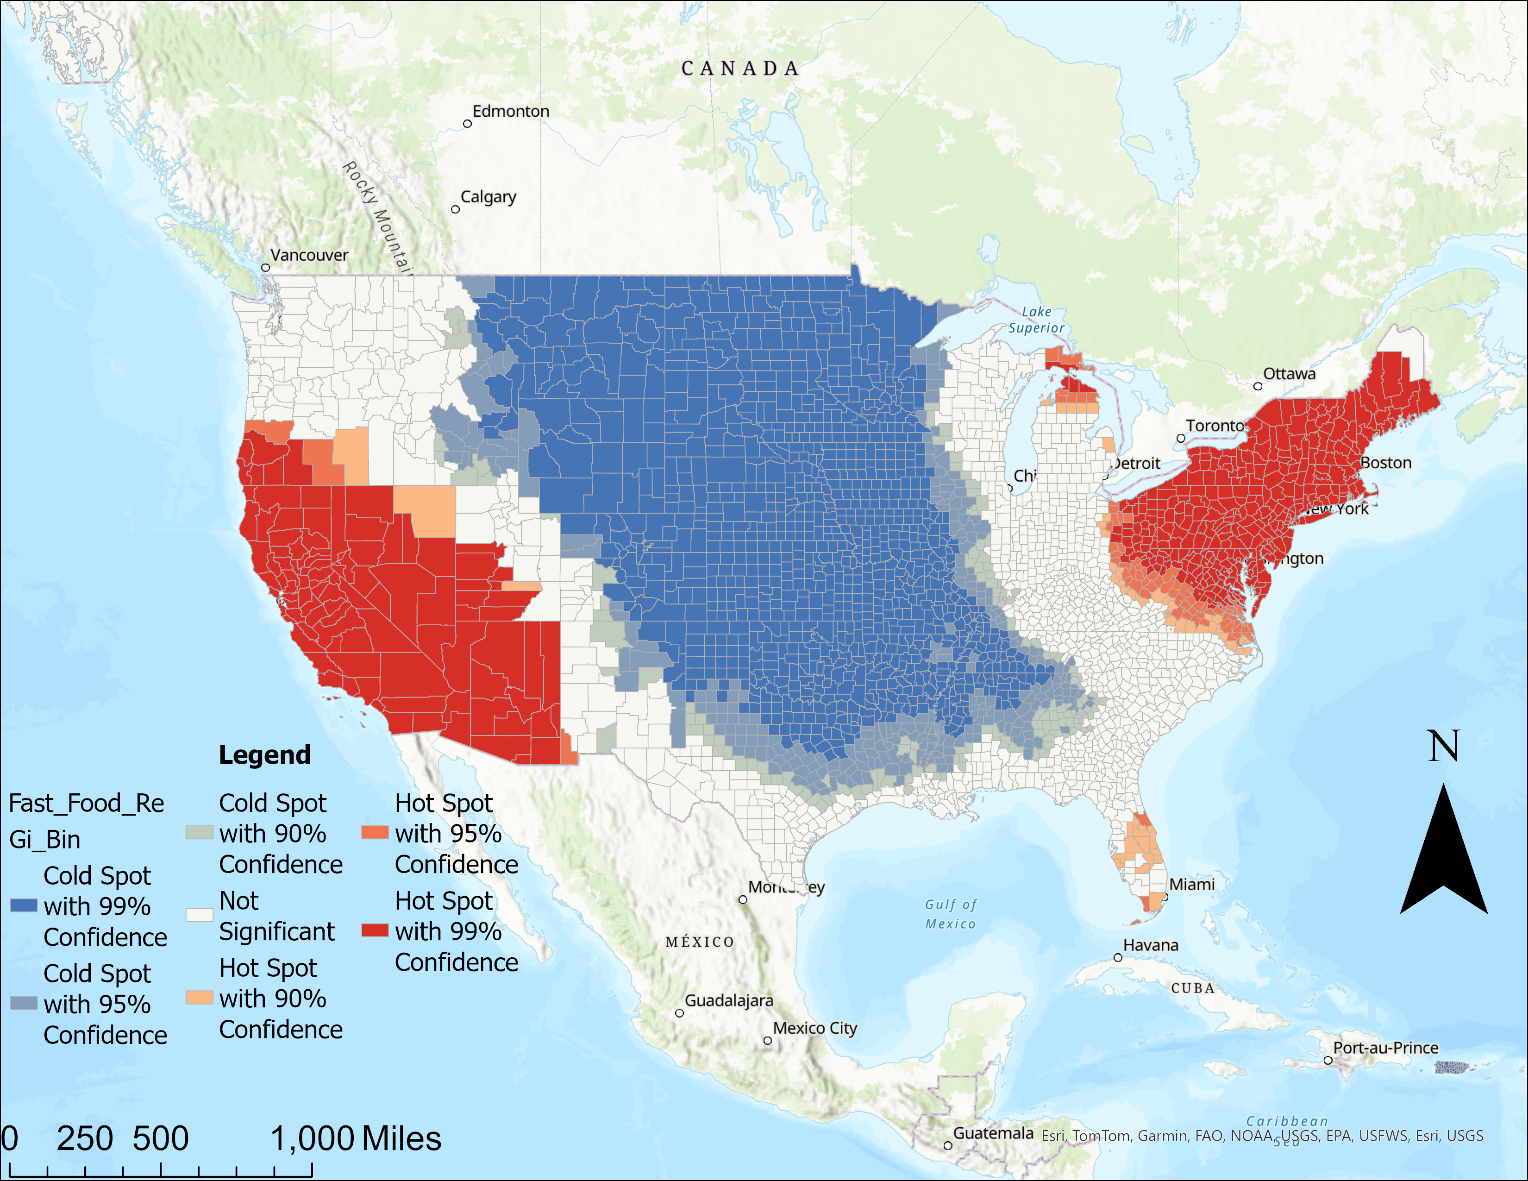 CANADA
Edmonton
Rocky Mountain
Calgary
Vancouver
Lake
Superior
Ottawa
Toronto
Detroit
Boston
Chi
New York
ngton
Legend
N
Fast_Food_Re
Gi_Bin
Cold Spot
with 99%
Confidence
Cold Spot
with 95%
Confidence
Cold Spot
with 90%
Confidence
Not
Significant
Hot Spot
with 90%
Confidence
Hot Spot
with 95%
Confidence
Hot Spot
with 99%
Confidence
Miami
Gulf of
Mexico
MÉXICO
Havana
CUBA
Guadalajara
Mexico City
Port-au-Prince
Guatemala
Caribbean
Sea
Esri, TomTom, Garmin, FAO, NOAA, USGS, EPA, USFWS, Esri, USGS
0 250 500 1,000 Miles